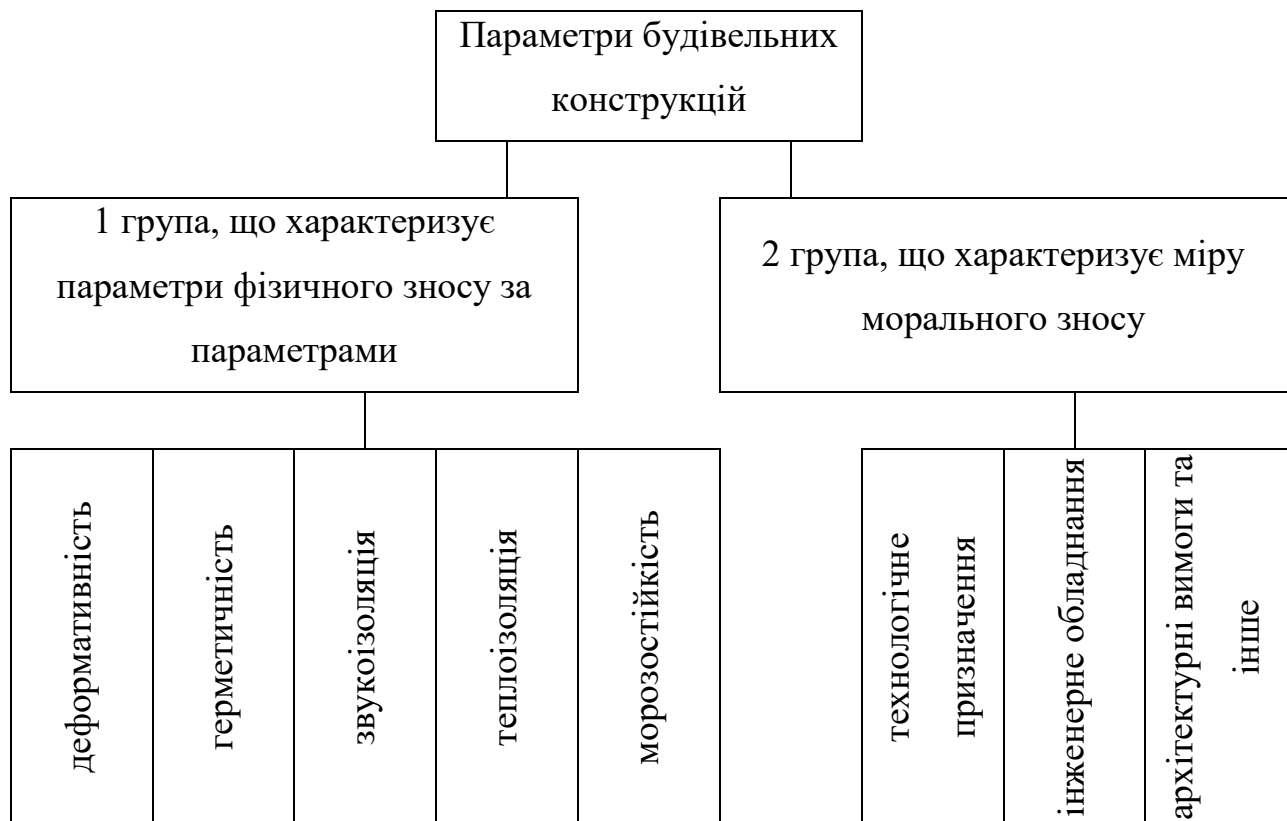 Параметри будівельних
конструкцій
1 група, що характеризує
параметри фізичного зносу за
параметрами
2 група, що характеризує міру
морального зносу
деформативність
герметичність
звукоізоляція
теплоізоляція
морозостійкість
технологічне
призначення
інженерне обладнання
архітектурні вимоги та
інше